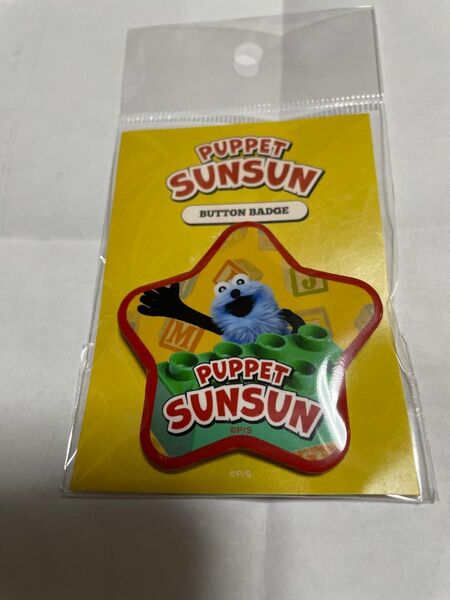 PUPPET
SUNSUN
BUTTON BADGE
J
M
PUPPET
SUNSUN
©P/S
©P/S